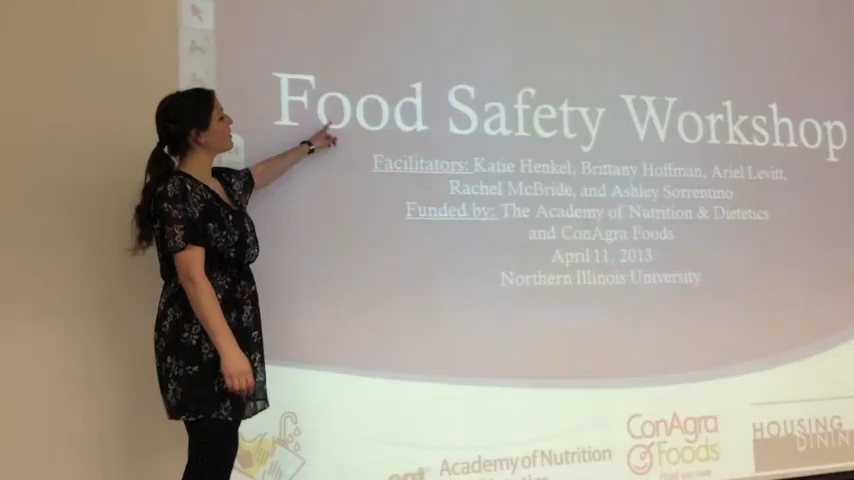 Food Safety Workshop
Facilitators: Katie Henkel, Brittany Hoffman, Ariel Levitt,
Rachel McBride, and Ashley Sorrentino
Funded by: The Academy of Nutrition & Dietetics
and ConAgra Foods
April 11, 2013
Northern Illinois University
Academy of Nutrition
ConAgra
Foods
HOUSING
DININ